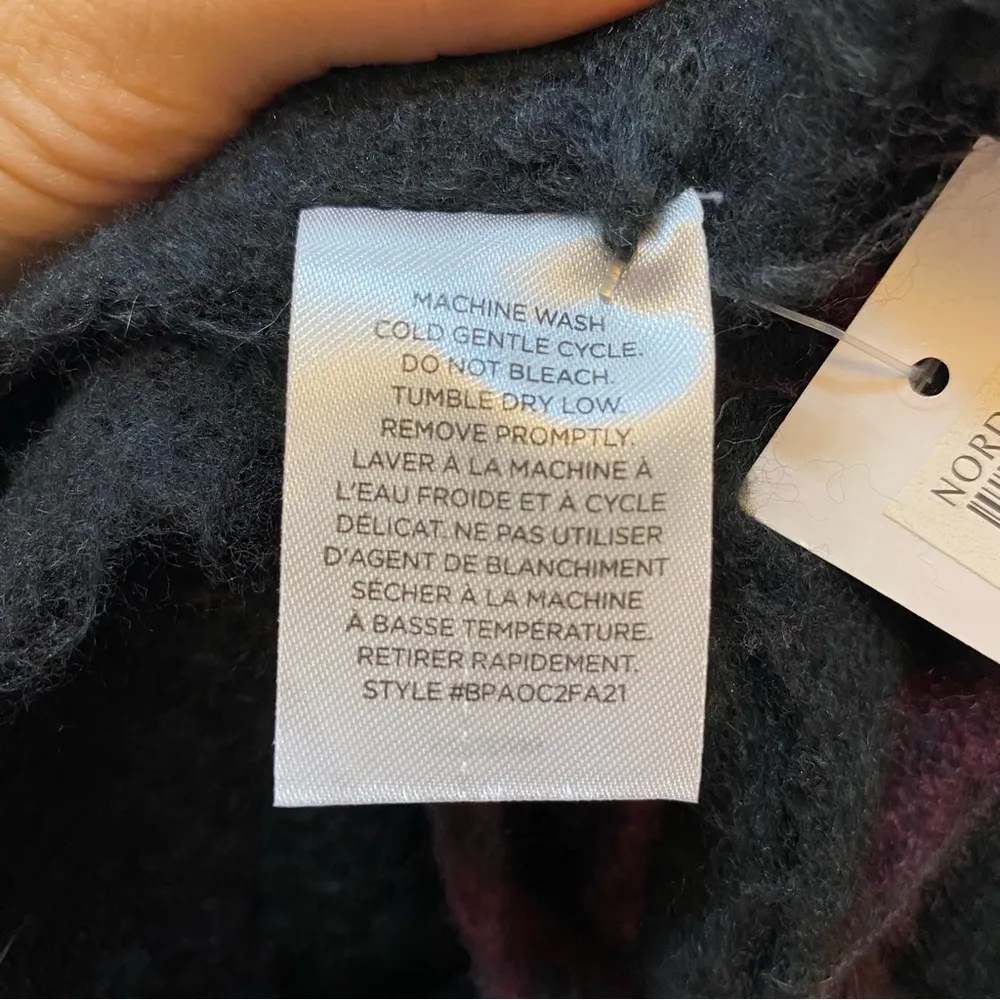 MACHINE WASH
COLD GENTLE CYCLE.
DO NOT BLEACH.
TUMBLE DRY LOW.
REMOVE PROMPTLY.
LAVER À LA MACHINE À
L'EAU FROIDE ET À CYCLE
DÉLICAT. NE PAS UTILISER
D'AGENT DE BLANCHIMENT
SÉCHER À LA MACHINE
À BASSE TEMPÉRATURE.
RETIRER RAPIDEMENT.
STYLE #BPAOC2FA21
NORD